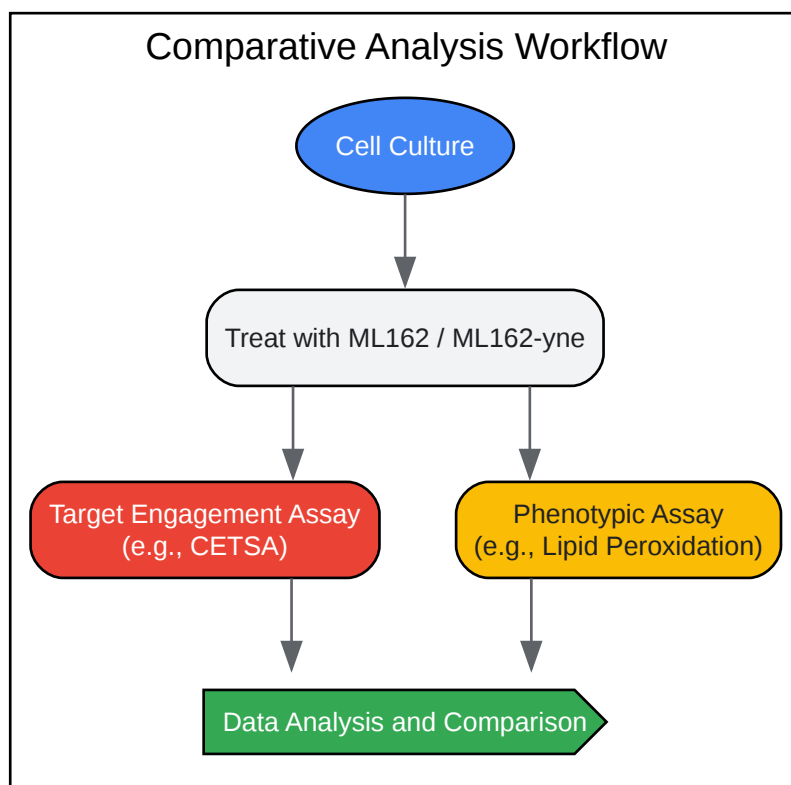 Comparative Analysis Workflow
Cell Culture
Treat with ML162 / ML162-yne
Target Engagement Assay
(e.g., CETSA)
Phenotypic Assay
(e.g., Lipid Peroxidation)
Data Analysis and Comparison